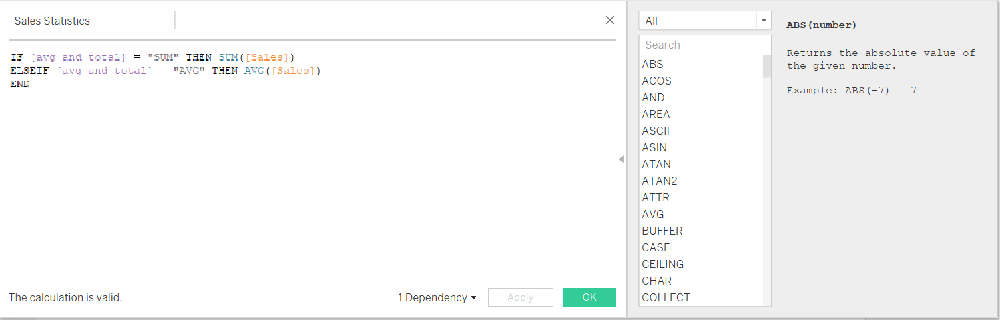 Sales Statistics
IF [avg and total] = "SUM" THEN SUM([Sales])
ELSEIF [avg and total] = "AVG" THEN AVG([Sales])
END
The calculation is valid.
1 Dependency
Apply
OK
All
Search
ABS
ACOS
AND
AREA
ASCII
ASIN
ATAN
ATAN2
ATTR
AVG
BUFFER
CASE
CEILING
CHAR
COLLECT
ABS(number)
Returns the absolute value of
the given number.
Example: ABS(-7) = 7